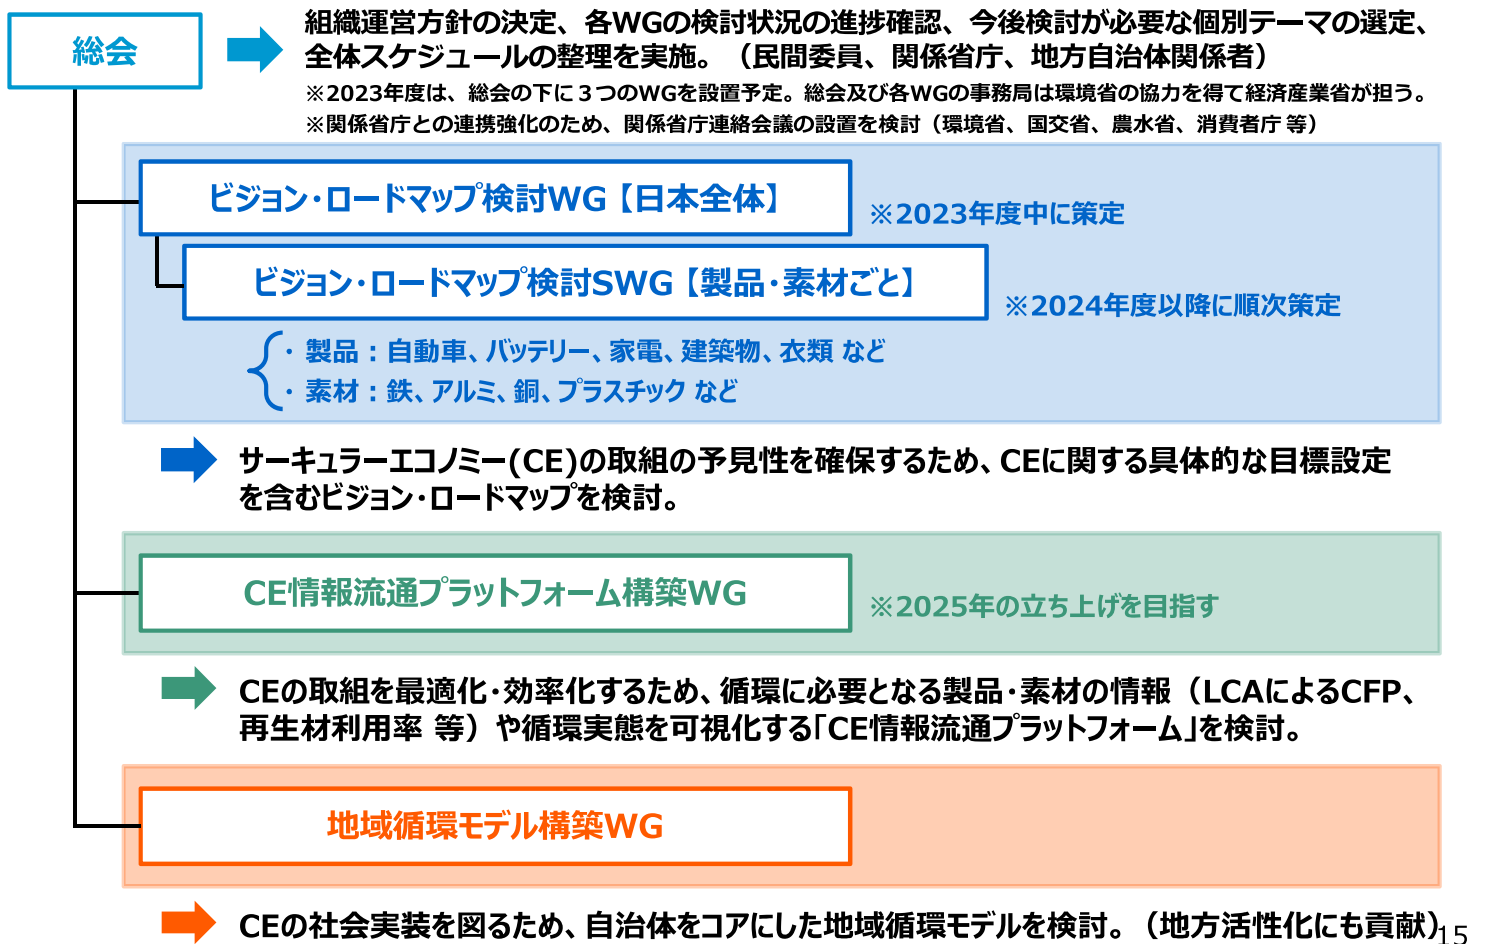 総会
組織運営方針の決定、各WGの検討状況の進捗確認、今後検討が必要な個別テーマの選定、
全体スケジュールの整理を実施。（民間委員、関係省庁、地方自治体関係者）
※2023年度は、総会の下に３つのWGを設置予定。総会及び各WGの事務局は環境省の協力を得て経済産業省が担う。
※関係省庁との連携強化のため、関係省庁連絡会議の設置を検討（環境省、国交省、農水省、消費者庁 等）
ビジョン・ロードマップ検討WG【日本全体】
※2023年度中に策定
ビジョン・ロードマップ検討SWG【製品・素材ごと】
※2024年度以降に順次策定
・ 製品：自動車、バッテリー、家電、建築物、衣類 など
・ 素材：鉄、アルミ、銅、プラスチック など
サーキュラーエコノミー(CE)の取組の予見性を確保するため、CEに関する具体的な目標設定
を含むビジョン・ロードマップを検討。
CE情報流通プラットフォーム構築WG
※2025年の立ち上げを目指す
CEの取組を最適化・効率化するため、循環に必要となる製品・素材の情報（LCAによるCFP、
再生材利用率 等）や循環実態を可視化する「CE情報流通プラットフォーム」を検討。
地域循環モデル構築WG
CEの社会実装を図るため、自治体をコアにした地域循環モデルを検討。（地方活性化にも貢献）
15